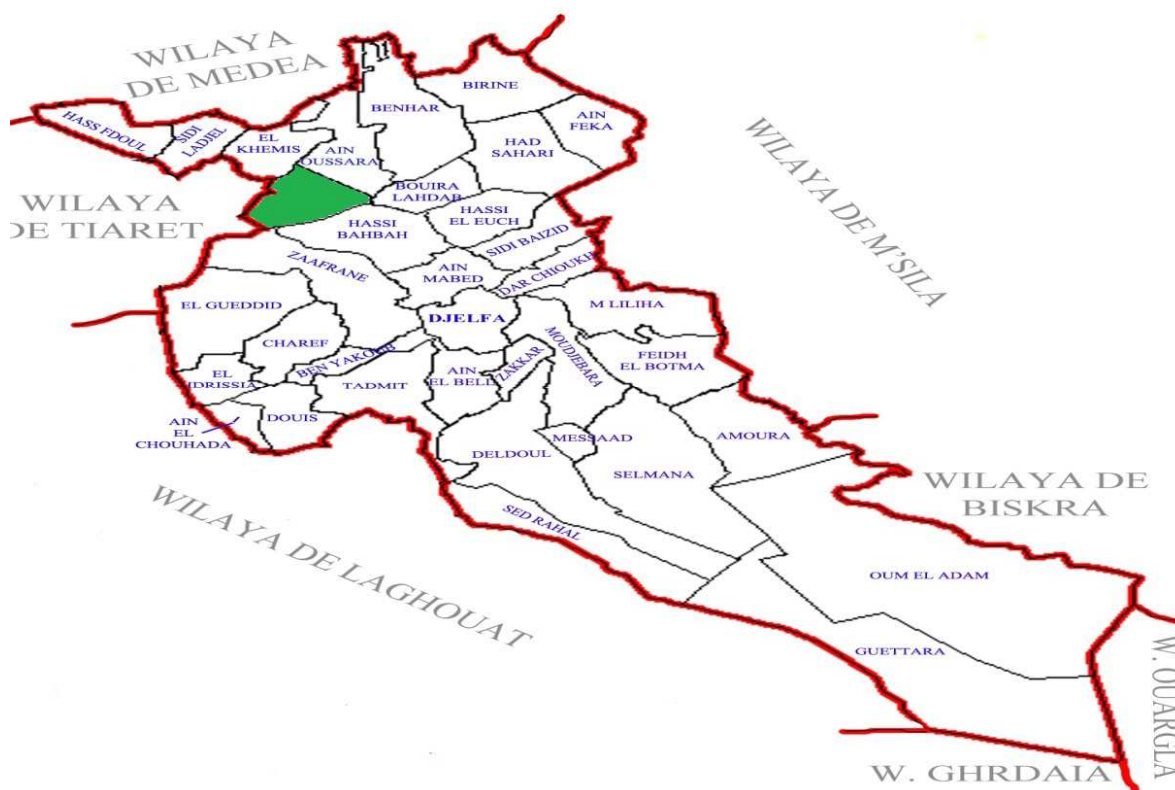 WILAYA
DE MEDEA
BIRINE
BENHAR
HASS FDOUL
SIDI
LADJEL
EL
KHEMIS
AIN
OUSSARA
HAD
SAHARI
AIN
FEKA
WILAYA DE M'SILA
BOUIRA
LAHDAB
WILAYA
DE TIARET
HASSI
BAHBAH
HASSI
EL EUCH
SIDI BAIZID
ZAAFRANE
AIN
MABED
DAR CHIOUKH
EL GUEDDID
M LILIHA
DJELFA
CHAREF
MOUDJEBARA
BEN YAKOUB
ZAKKAR
FEIDH
EL BOTMA
EL
IDRISSIA
TADMIT
AIN
EL BELL
AIN
EL
CHOUHADA
DOUIS
MESSAAD
AMOURA
DELDOUL
SELMANA
WILAYA DE
BISKRA
SED RAHAL
WILAYA DE LAGHOUAT
OUM EL ADAM
GUETTARA
W. OUARGLA
W. GHRDAIA